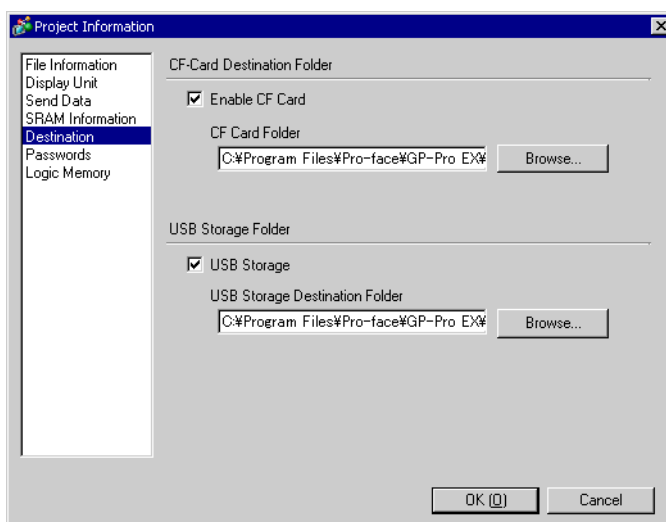 Project Information
File Information
Display Unit
Send Data
SRAM Information
Destination
Passwords
Logic Memory
CF-Card Destination Folder
Enable CF Card
CF Card Folder
C:¥Program Files¥Pro-face¥GP-Pro EX¥
Browse...
USB Storage Folder
USB Storage
USB Storage Destination Folder
C:¥Program Files¥Pro-face¥GP-Pro EX¥
Browse...
OK (O)
Cancel